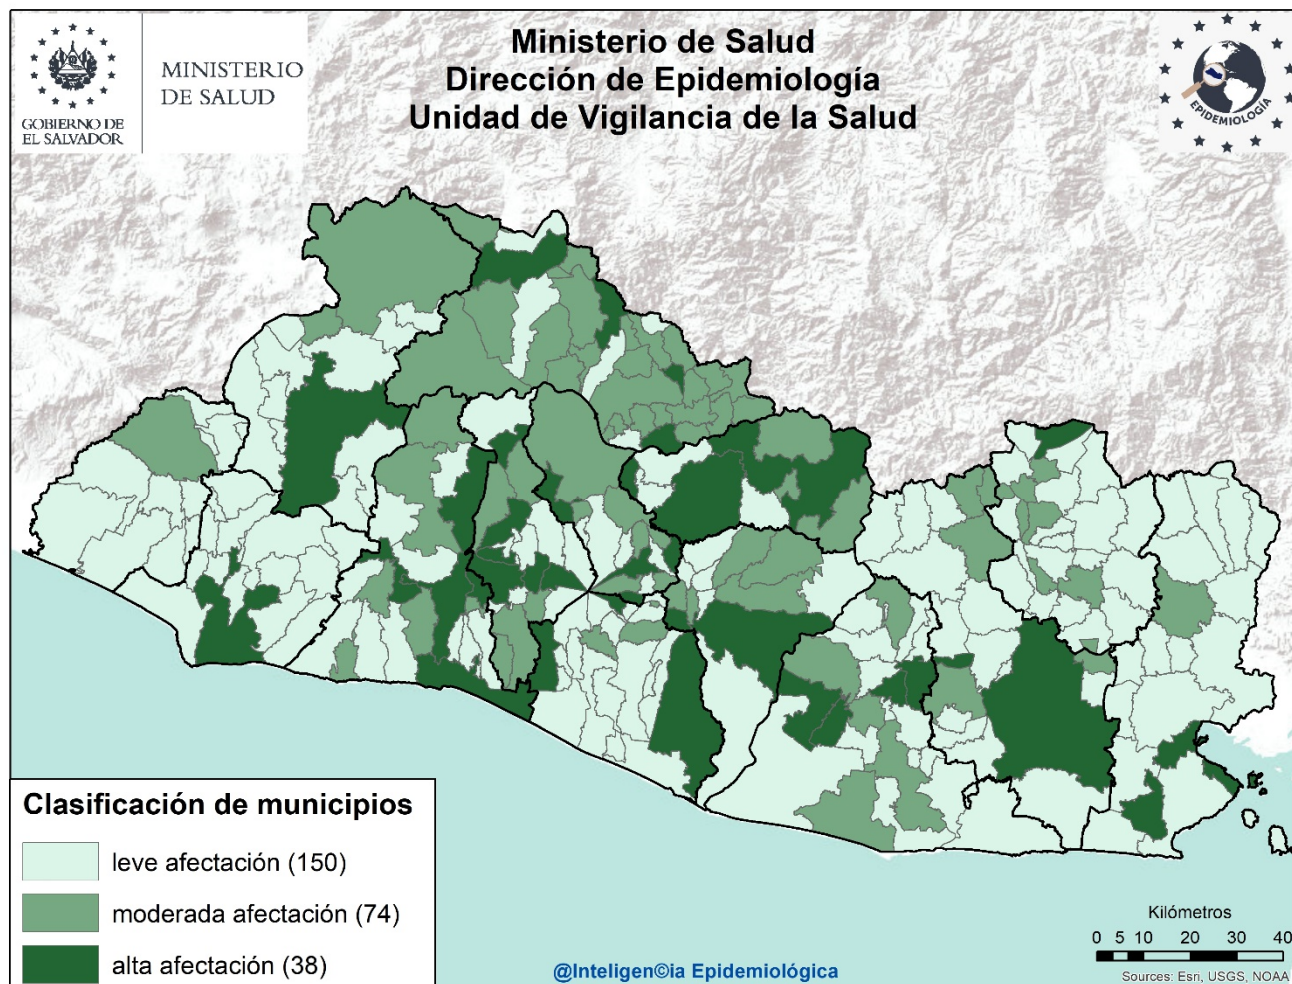 Ministerio de Salud
Dirección de Epidemiología
Unidad de Vigilancia de la Salud
MINISTERIO
DE SALUD
GOBIERNO DE
EL SALVADOR
EPIDEMIOLOGÍA
Clasificación de municipios
leve afectación (150)
moderada afectación (74)
alta afectación (38)
@Inteligen©ia Epidemiológica
Kilómetros
0 5 10 20 30 40
Sources: Esri, USGS, NOAA